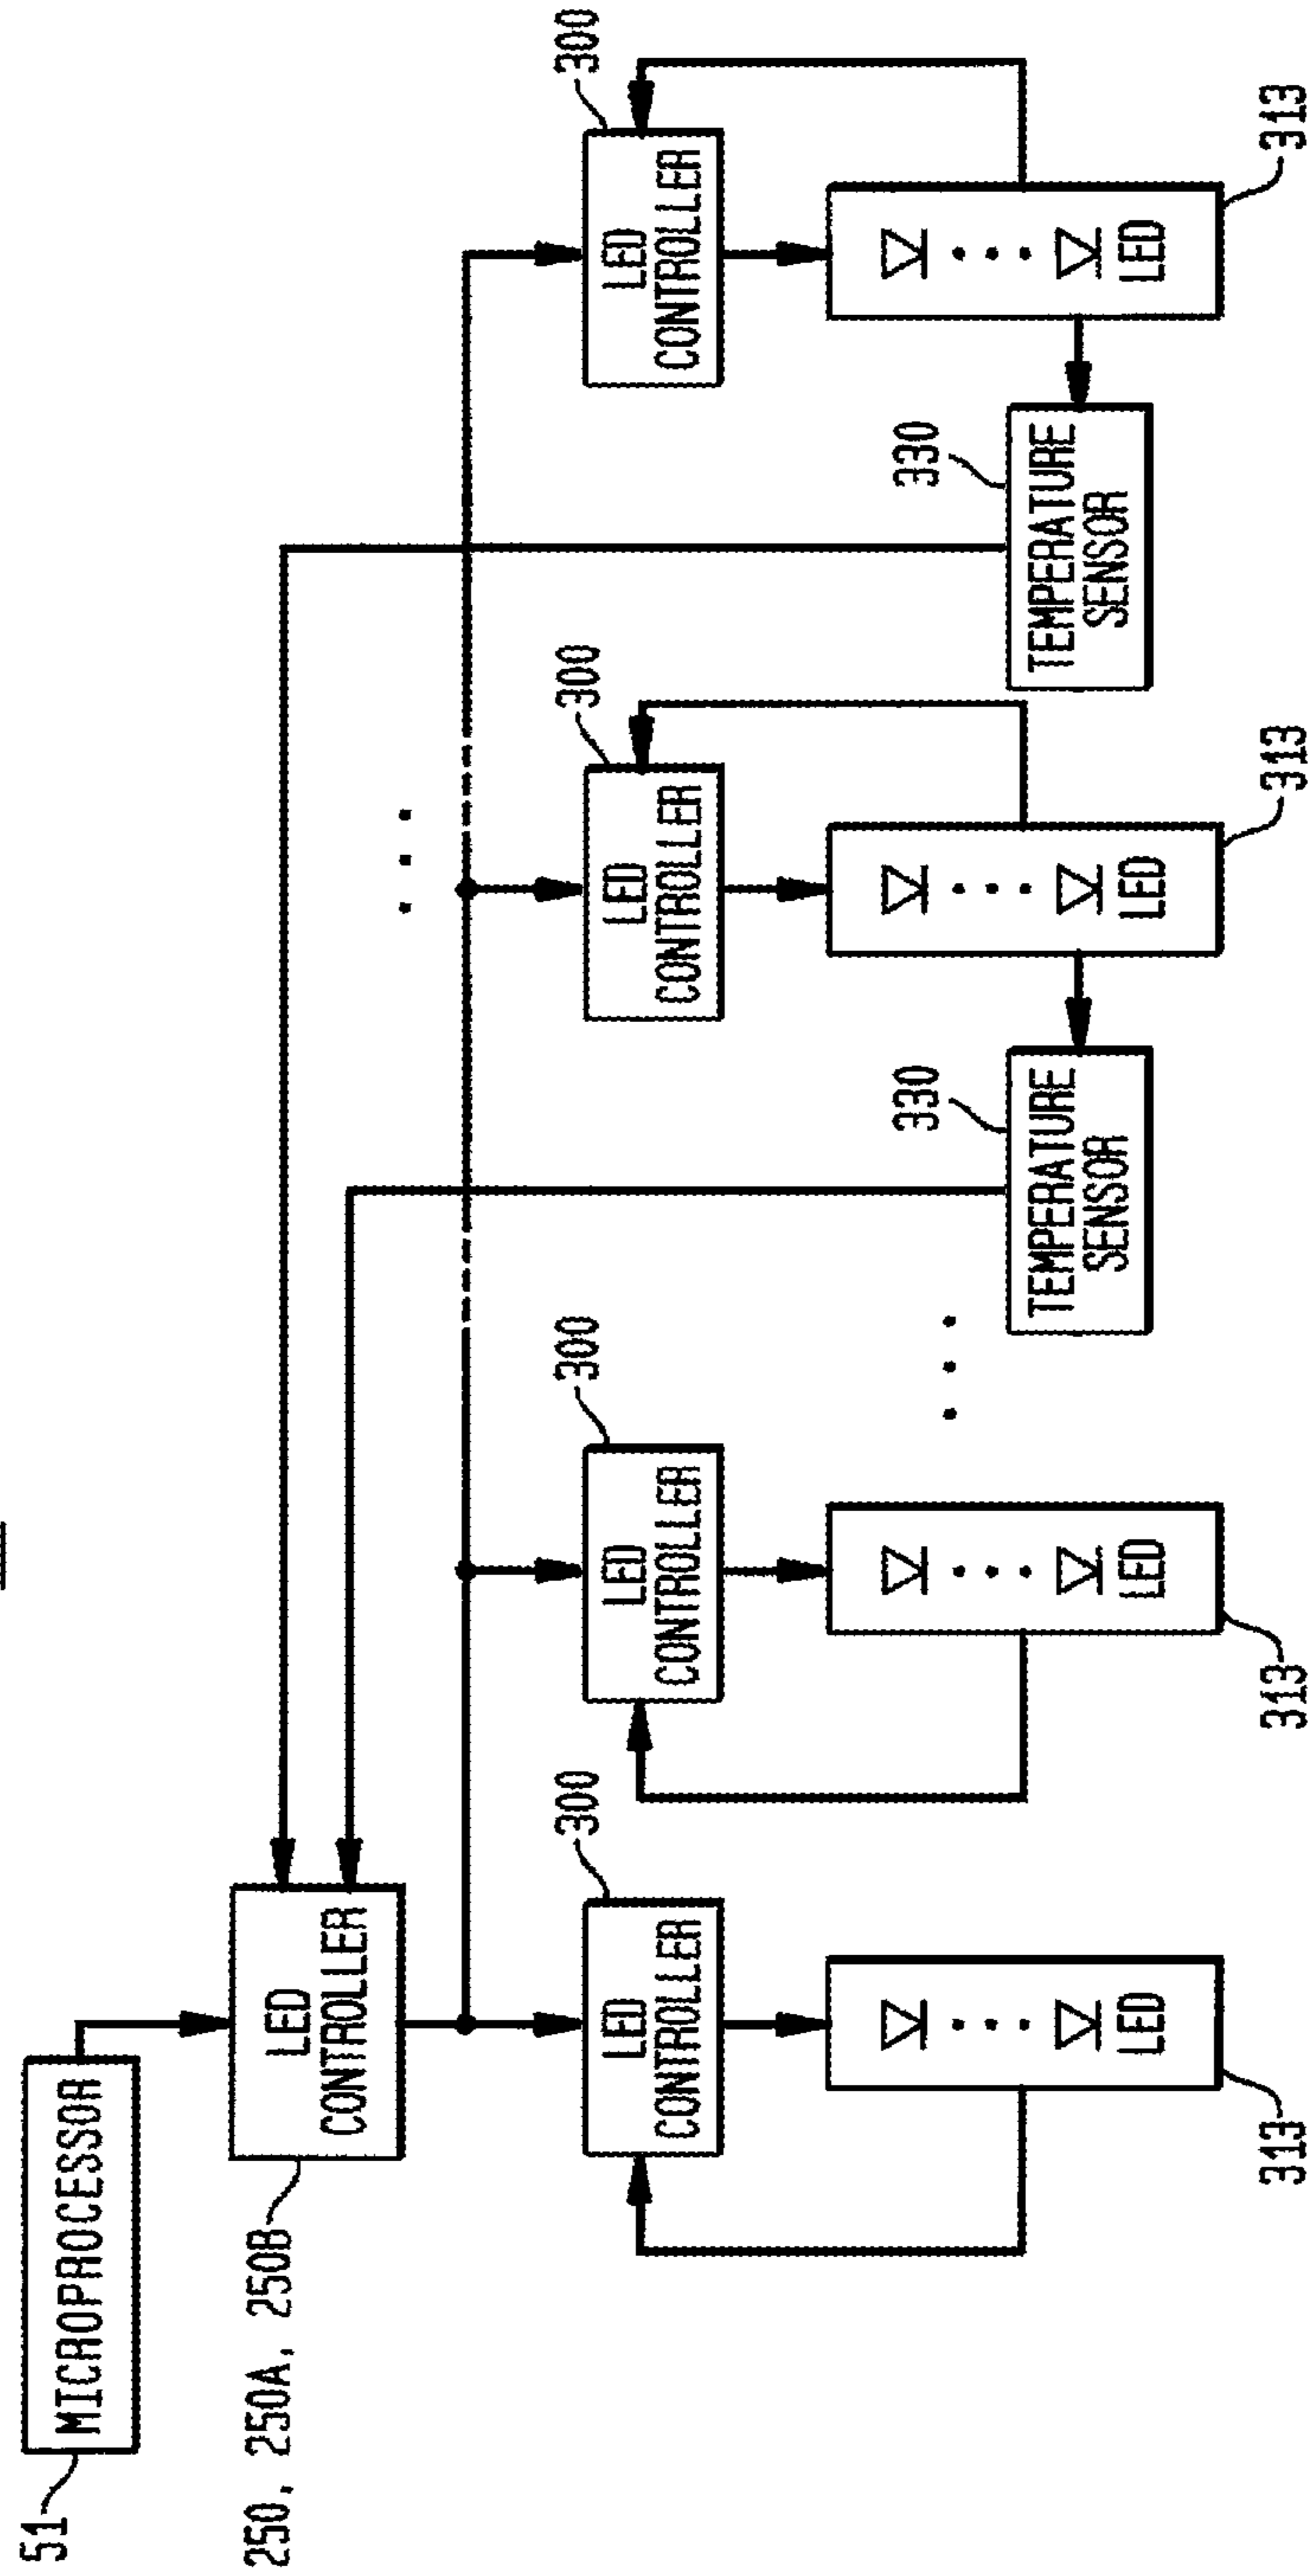 51
MICROPROCESSOR
250, 250A, 250B
LED
CONTROLLER
300
LED
CONTROLLER
300
LED
CONTROLLER
300
LED
CONTROLLER
300
LED
CONTROLLER
330
TEMPERATURE
SENSOR
330
TEMPERATURE
SENSOR
LED
313
LED
313
LED
313
LED
313